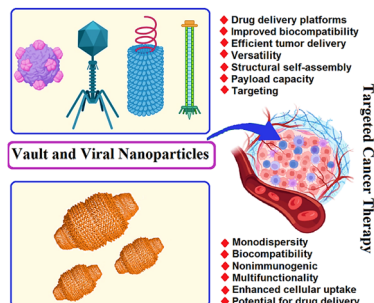 Drug delivery platforms
Improved biocompatibility
Efficient tumor delivery
Versatility
Structural self-assembly
Payload capacity
Targeting
Vault and Viral Nanoparticles
Targeted Cancer Therapy
Monodispersity
Biocompatibility
Nonimmunogenic
Multifunctionality
Enhanced cellular uptake
Potential for drug delivery